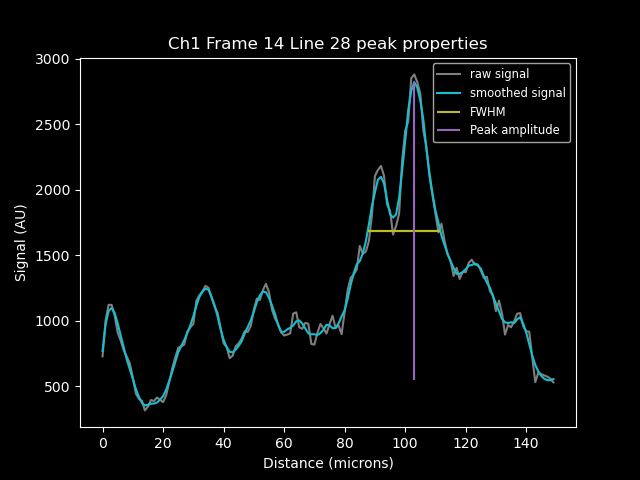 Ch1 Frame 14 Line 28 peak properties
3000
2500
2000
1500
1000
500
Signal (AU)
raw signal
smoothed signal
FWHM
Peak amplitude
0 20 40 60 80 100 120 140
Distance (microns)